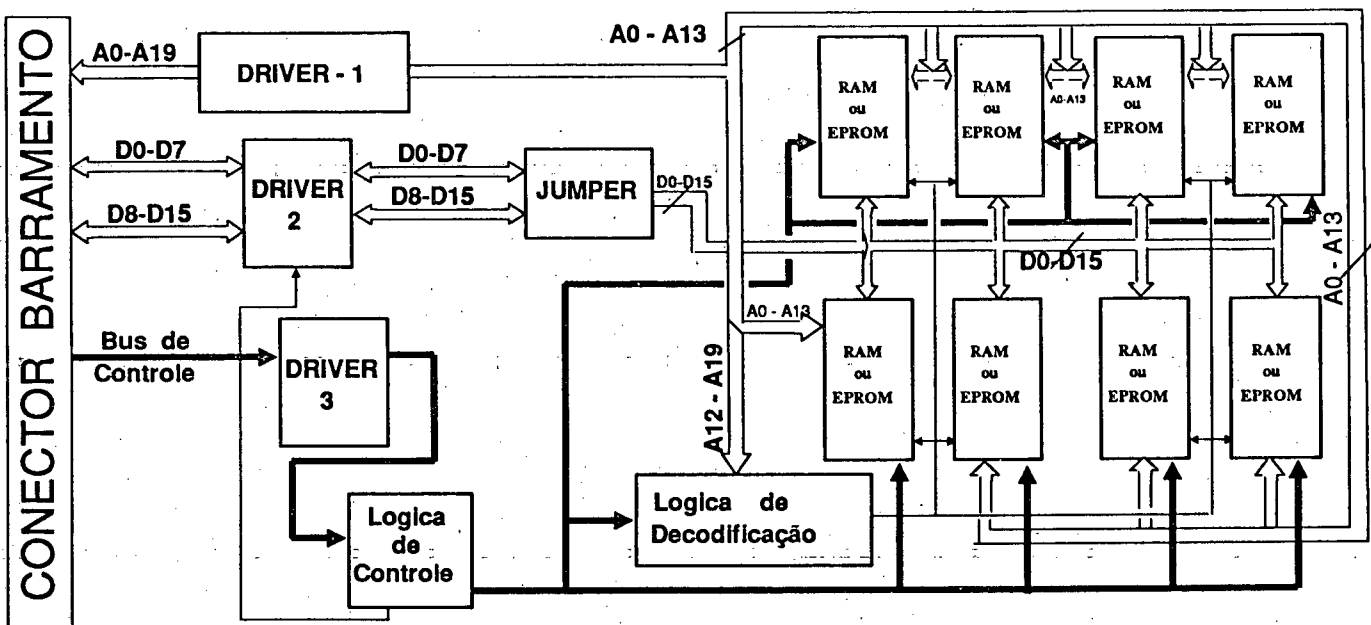 CONECTOR BARRAMENTO
A0-A19
DRIVER - 1
A0 - A13
D0-D7
D8-D15
DRIVER
2
D0-D7
D8-D15
JUMPER
D0-D15
RAM
ou
EPROM
RAM
ou
EPROM
A0-A13
RAM
ou
EPROM
RAM
ou
EPROM
D0-D15
A0 - A13
Bus de
Controle
DRIVER
3
A0 - A13
A12 - A19
RAM
ou
EPROM
RAM
ou
EPROM
RAM
ou
EPROM
RAM
ou
EPROM
Logica
de
Controle
Logica de
Decodificação